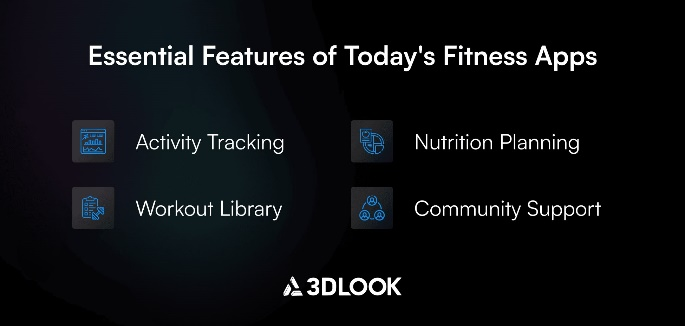 Essential Features of Today's Fitness Apps
Activity Tracking
Nutrition Planning
Workout Library
Community Support
3DLOOK